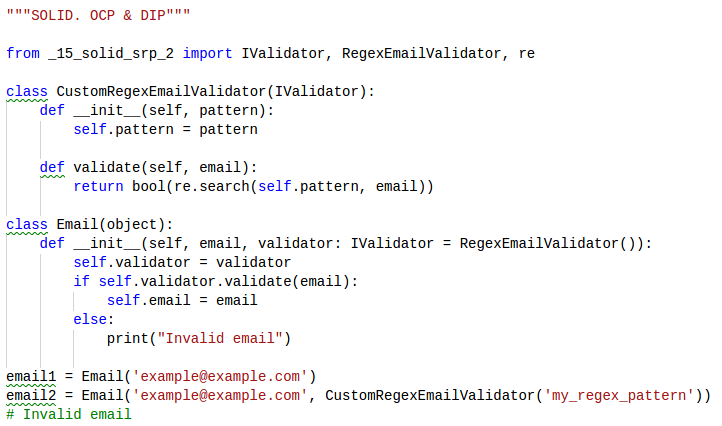 """SOLID. OCP & DIP"""

from _15_solid_srp_2 import IValidator, RegexEmailValidator, re

class CustomRegexEmailValidator(IValidator):
    def __init__(self, pattern):
        self.pattern = pattern

    def validate(self, email):
        return bool(re.search(self.pattern, email))

class Email(object):
    def __init__(self, email, validator: IValidator = RegexEmailValidator()):
        self.validator = validator
        if self.validator.validate(email):
            self.email = email
        else:
            print("Invalid email")

email1 = Email('example@example.com')
email2 = Email('example@example.com', CustomRegexEmailValidator('my_regex_pattern'))
# Invalid email